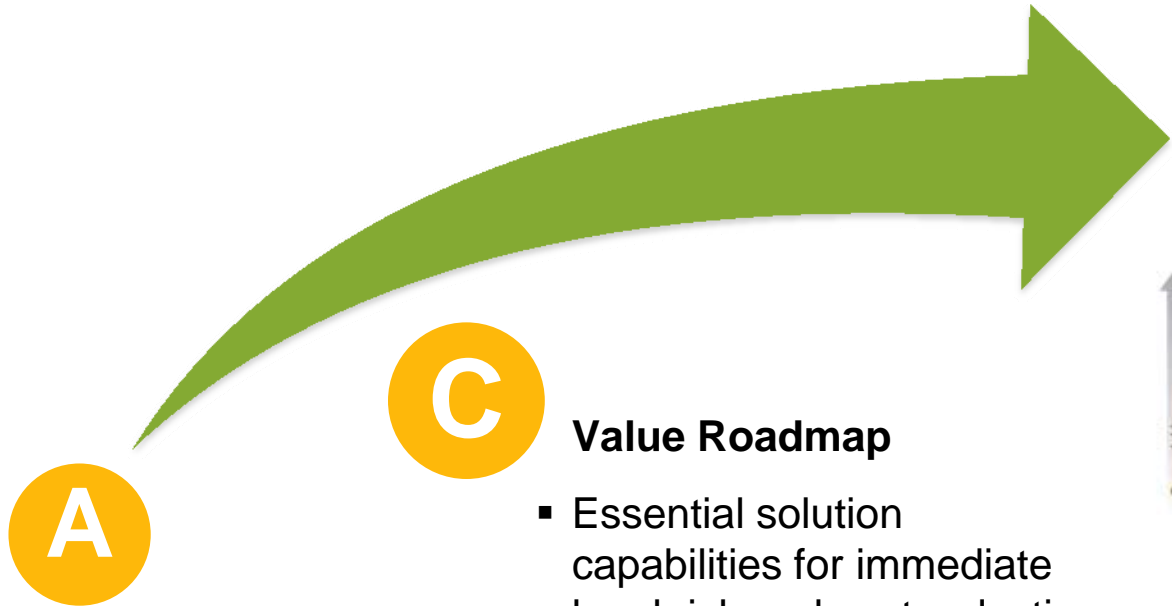 C
Value Roadmap
A
▪ Essential solution
capabilities for immediate